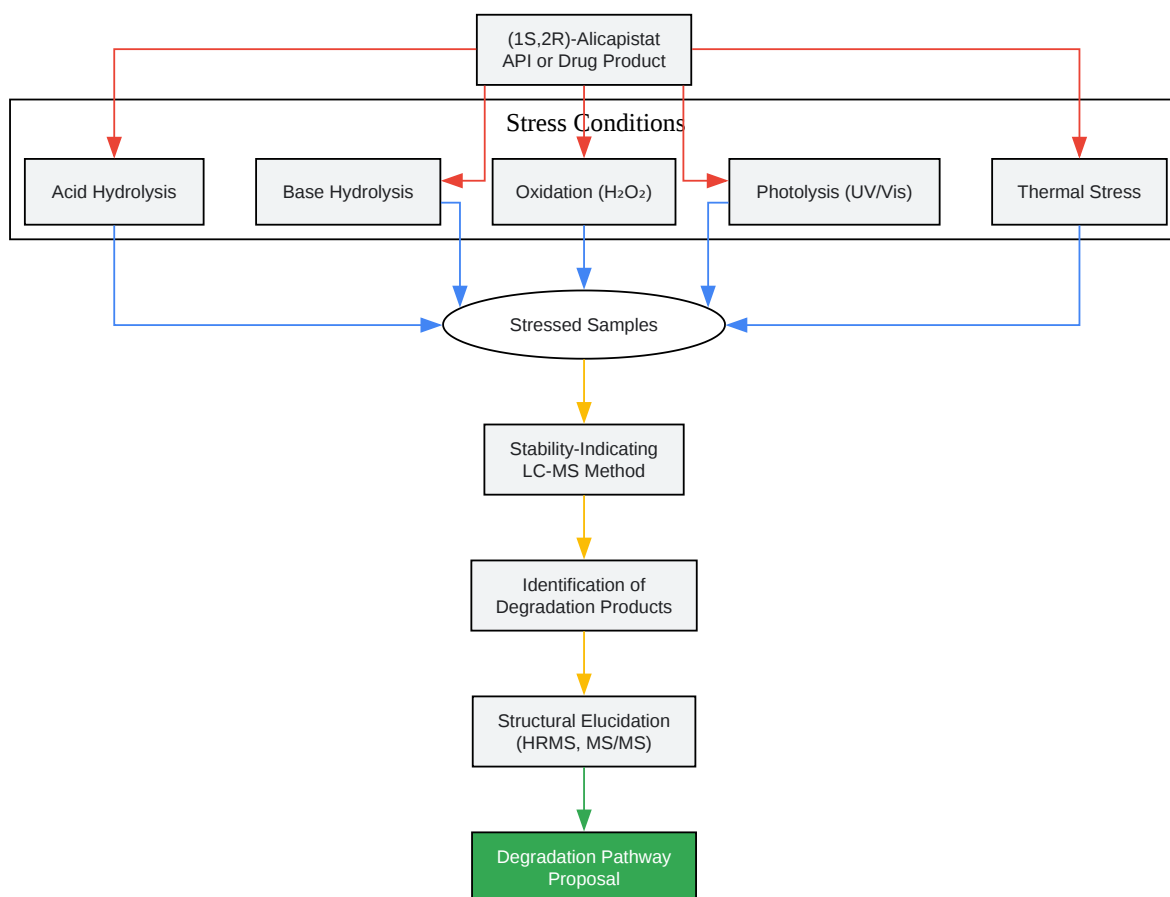 (1S,2R)-Alicapistat
API or Drug Product
Stress Conditions
Acid Hydrolysis
Base Hydrolysis
Oxidation (H₂O₂)
Photolysis (UV/Vis)
Thermal Stress
Stressed Samples
Stability-Indicating
LC-MS Method
Identification of
Degradation Products
Structural Elucidation
(HRMS, MS/MS)
Degradation Pathway
Proposal